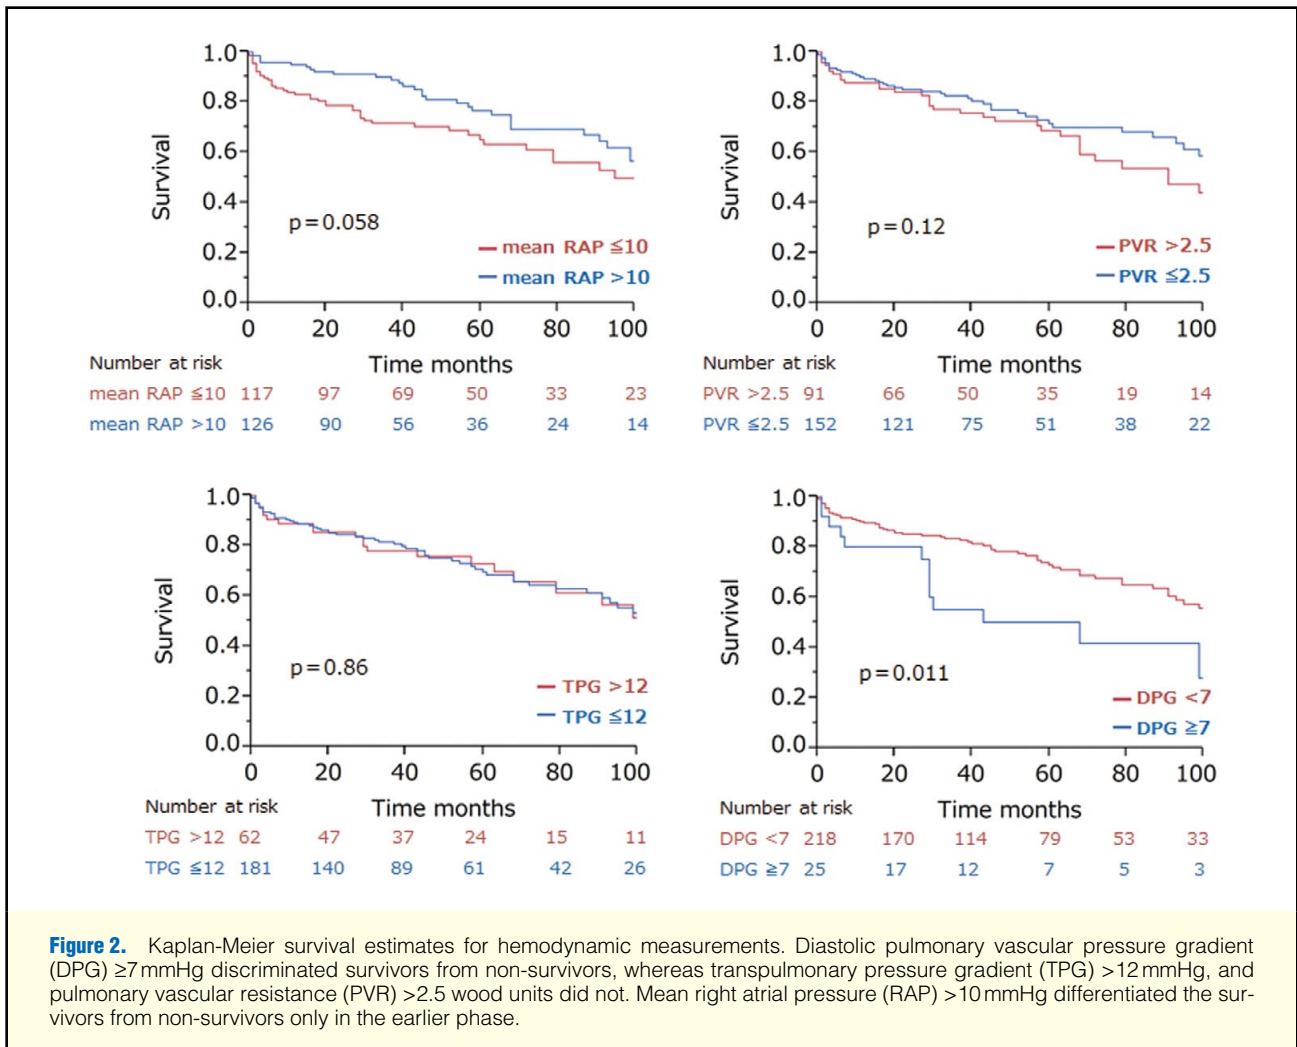 1.0
0.8
0.6
0.4
0.2
0.0
Survival
p=0.058
mean RAP ≦10
mean RAP >10
0 20 40 60 80 100
Number at risk Time months
mean RAP ≦10 117 97 69 50 33 23
mean RAP >10 126 90 56 36 24 14
1.0
0.8
0.6
0.4
0.2
0.0
Survival
p=0.12
PVR >2.5
PVR ≦2.5
0 20 40 60 80 100
Number at risk Time months
PVR >2.5 91 66 50 35 19 14
PVR ≦2.5 152 121 75 51 38 22
1.0
0.8
0.6
0.4
0.2
0.0
Survival
p=0.86
TPG >12
TPG ≦12
0 20 40 60 80 100
Number at risk Time months
TPG >12 62 47 37 24 15 11
TPG ≦12 181 140 89 61 42 26
1.0
0.8
0.6
0.4
0.2
0.0
Survival
p=0.011
DPG <7
DPG ≧7
0 20 40 60 80 100
Number at risk Time months
DPG <7 218 170 114 79 53 33
DPG ≧7 25 17 12 7 5 3
Figure 2. Kaplan-Meier survival estimates for hemodynamic measurements. Diastolic pulmonary vascular pressure gradient
(DPG) ≥7 mmHg discriminated survivors from non-survivors, whereas transpulmonary pressure gradient (TPG) >12 mmHg, and
pulmonary vascular resistance (PVR) >2.5 wood units did not. Mean right atrial pressure (RAP) >10 mmHg differentiated the sur-
vivors from non-survivors only in the earlier phase.